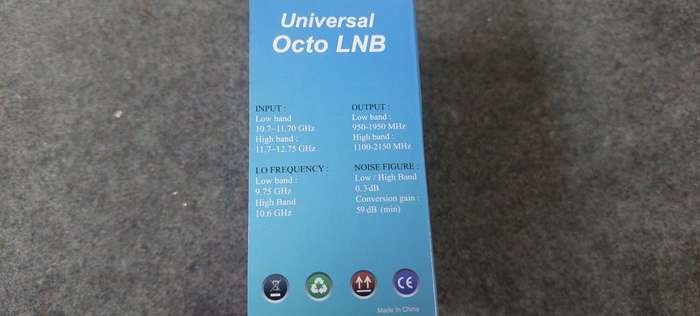 Universal
Octo LNB
INPUT :
Low band
10.7~11.70 GHz
High band :
11.7~12.75 GHz
OUTPUT :
Low band :
950-1950 MHz
High band :
1100-2150 MHz
LO FREQUENCY :
Low band :
9.75 GHz
High Band
10.6 GHz
NOISE FIGURE :
Low / High Band
0.3 dB
Conversion gain :
59 dB (min)
CE
Made In China